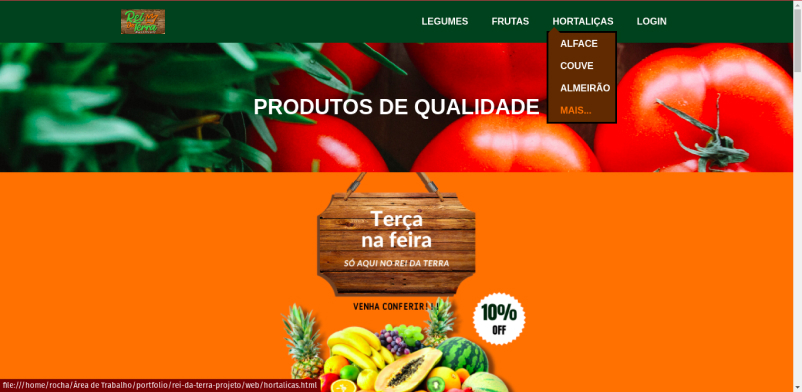 Rei da Terra
LEGUMES FRUTAS HORTALIÇAS LOGIN
ALFACE
COUVE
ALMEIRÃO
MAIS...
PRODUTOS DE QUALIDADE
Terça
na feira
SÓ AQUI NO REI DA TERRA
VENHA CONFERIR!!!
10%
OFF
file:///home/rocha/Área de Trabalho/portfolio/rei-da-terra-projeto/web/hortalicas.html